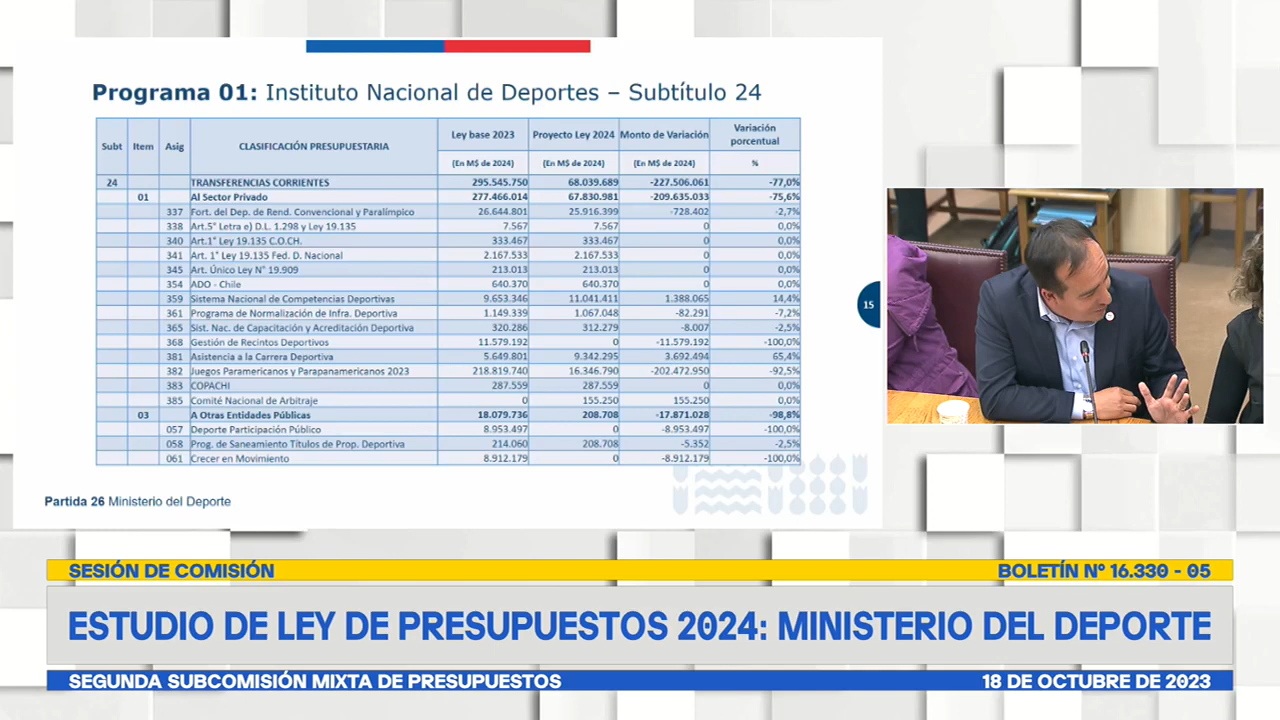 Programa 01: Instituto Nacional de Deportes – Subtítulo 24
Subt Item Asig CLASIFICACIÓN PRESUPUESTARIA Ley base 2023 Proyecto Ley 2024 Monto de Variación Variación porcentual
(En M$ de 2024) (En M$ de 2024) (En M$ de 2024) %
24 TRANSFERENCIAS CORRIENTES 295.545.750 68.039.689 -227.506.061 -77,0%
01 Al Sector Privado 277.466.014 67.830.981 -209.635.033 -75,6%
337 Fort. del Dep. de Rend. Convencional y Paralímpico 26.644.801 25.916.399 -728.402 -2,7%
338 Art.5° Letra e) D.L. 1.298 y Ley 19.135 7.567 7.567 0 0,0%
340 Art.1° Ley 19.135 C.O.CH. 333.467 333.467 0 0,0%
341 Art. 1° Ley 19.135 Fed. D. Nacional 2.167.533 2.167.533 0 0,0%
345 Art. Único Ley N° 19.909 213.013 213.013 0 0,0%
354 ADO - Chile 640.370 640.370 0 0,0%
359 Sistema Nacional de Competencias Deportivas 9.653.346 11.041.411 1.388.065 14,4%
361 Programa de Normalización de Infra. Deportiva 1.149.339 1.067.048 -82.291 -7,2%
365 Sist. Nac. de Capacitación y Acreditación Deportiva 320.286 312.279 -8.007 -2,5%
368 Gestión de Recintos Deportivos 11.579.192 0 -11.579.192 -100,0%
381 Asistencia a la Carrera Deportiva 5.649.801 9.342.295 3.692.494 65,4%
382 Juegos Paramericanos y Parapanamericanos 2023 218.819.740 16.346.790 -202.472.950 -92,5%
383 COPACHI 287.559 287.559 0 0,0%
385 Comité Nacional de Arbitraje 0 155.250 155.250 0,0%
03 A Otras Entidades Públicas 18.079.736 208.708 -17.871.028 -98,8%
057 Deporte Participación Público 8.953.497 0 -8.953.497 -100,0%
058 Prog. de Saneamiento Títulos de Prop. Deportiva 214.060 208.708 -5.352 -2,5%
061 Crecer en Movimiento 8.912.179 0 -8.912.179 -100,0%
15
Partida 26 Ministerio del Deporte
SESIÓN DE COMISIÓN BOLETÍN N° 16.330 - 05
ESTUDIO DE LEY DE PRESUPUESTOS 2024: MINISTERIO DEL DEPORTE
SEGUNDA SUBCOMISIÓN MIXTA DE PRESUPUESTOS 18 DE OCTUBRE DE 2023